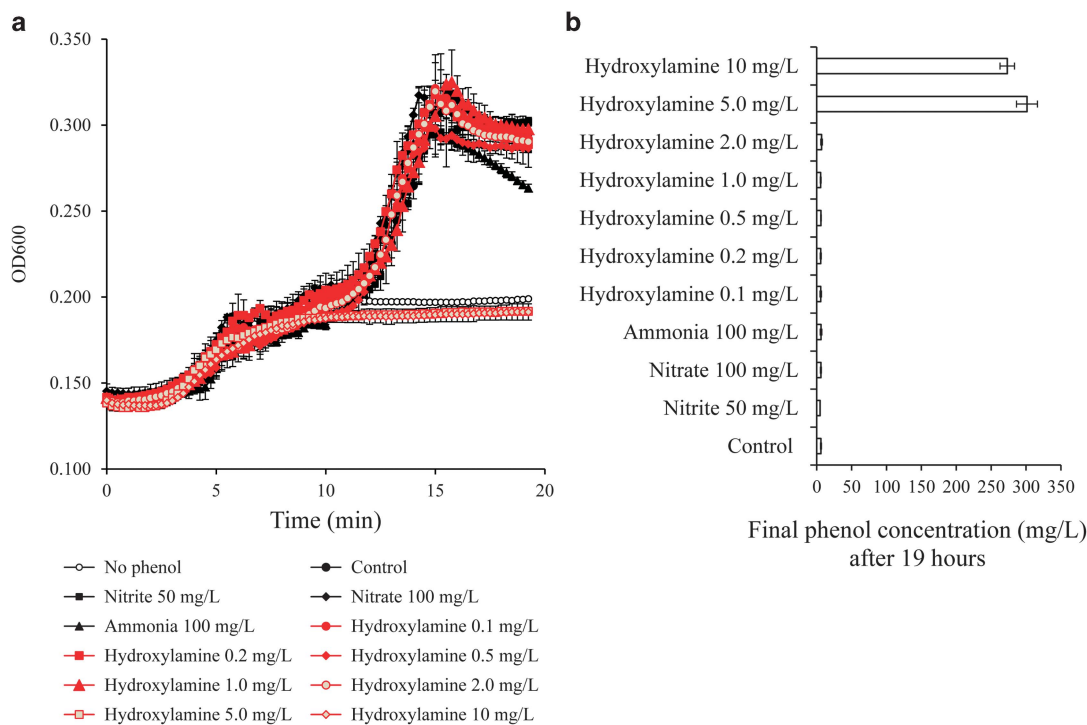 a
0.350
0.300
0.250
0.200
0.150
0.100
OD600
0 5 10 15 20
Time (min)
No phenol
Control
Nitrite 50 mg/L
Nitrate 100 mg/L
Ammonia 100 mg/L
Hydroxylamine 0.1 mg/L
Hydroxylamine 0.2 mg/L
Hydroxylamine 0.5 mg/L
Hydroxylamine 1.0 mg/L
Hydroxylamine 2.0 mg/L
Hydroxylamine 5.0 mg/L
Hydroxylamine 10 mg/L
b
Hydroxylamine 10 mg/L
Hydroxylamine 5.0 mg/L
Hydroxylamine 2.0 mg/L
Hydroxylamine 1.0 mg/L
Hydroxylamine 0.5 mg/L
Hydroxylamine 0.2 mg/L
Hydroxylamine 0.1 mg/L
Ammonia 100 mg/L
Nitrate 100 mg/L
Nitrite 50 mg/L
Control
0 50 100 150 200 250 300 350
Final phenol concentration (mg/L)
after 19 hours